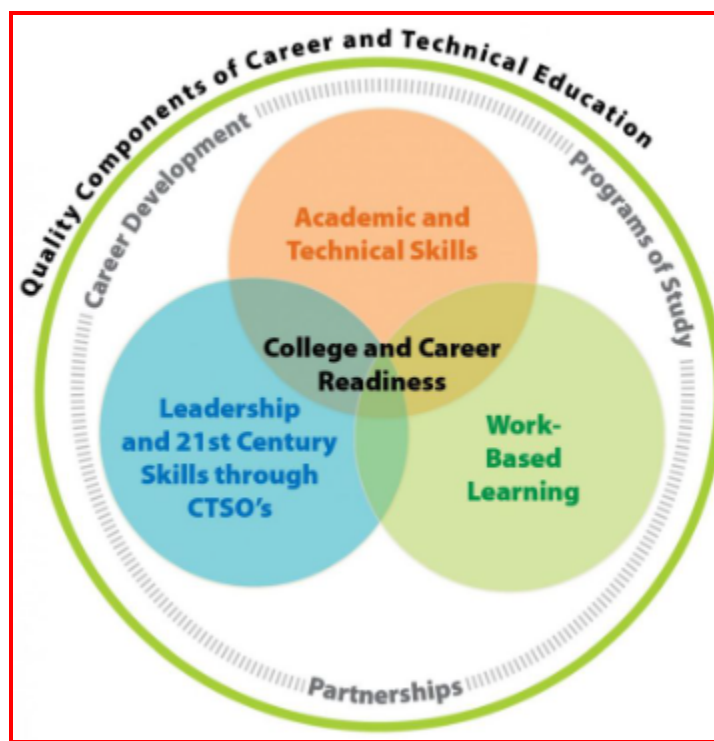 Quality Components of Career and Technical Education
Career Development
Programs of Study
Academic and
Technical Skills
College and Career
Readiness
Leadership
and 21st Century
Skills through
CTSO's
Work-
Based
Learning
Partnerships